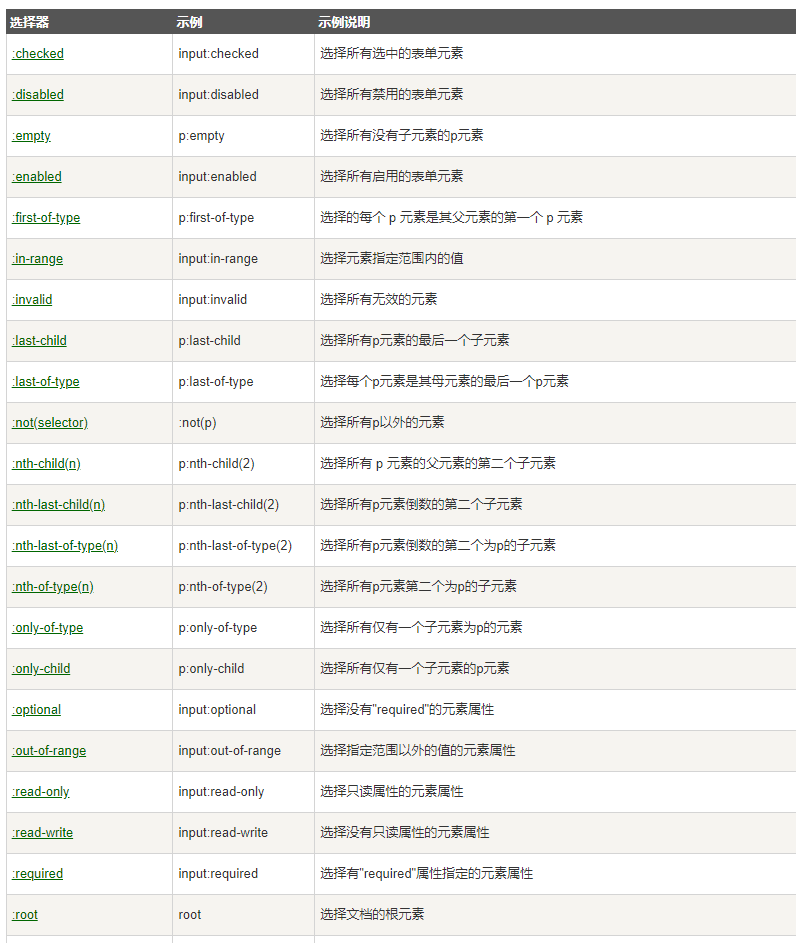 选择器 示例 示例说明
:checked input:checked 选择所有选中的表单元素
:disabled input:disabled 选择所有禁用的表单元素
:empty p:empty 选择所有没有子元素的p元素
:enabled input:enabled 选择所有启用的表单元素
:first-of-type p:first-of-type 选择的每个 p 元素是其父元素的第一个 p 元素
:in-range input:in-range 选择元素指定范围内的值
:invalid input:invalid 选择所有无效的元素
:last-child p:last-child 选择所有p元素的最后一个子元素
:last-of-type p:last-of-type 选择每个p元素是其母元素的最后一个p元素
:not(selector) :not(p) 选择所有p以外的元素
:nth-child(n) p:nth-child(2) 选择所有 p 元素的父元素的第二个子元素
:nth-last-child(n) p:nth-last-child(2) 选择所有p元素倒数的第二个子元素
:nth-last-of-type(n) p:nth-last-of-type(2) 选择所有p元素倒数的第二个为p的子元素
:nth-of-type(n) p:nth-of-type(2) 选择所有p元素第二个为p的子元素
:only-of-type p:only-of-type 选择所有仅有一个子元素为p的元素
:only-child p:only-child 选择所有仅有一个子元素的p元素
:optional input:optional 选择没有"required"的元素属性
:out-of-range input:out-of-range 选择指定范围以外的值的元素属性
:read-only input:read-only 选择只读属性的元素属性
:read-write input:read-write 选择没有只读属性的元素属性
:required input:required 选择有"required"属性指定的元素属性
:root root 选择文档的根元素